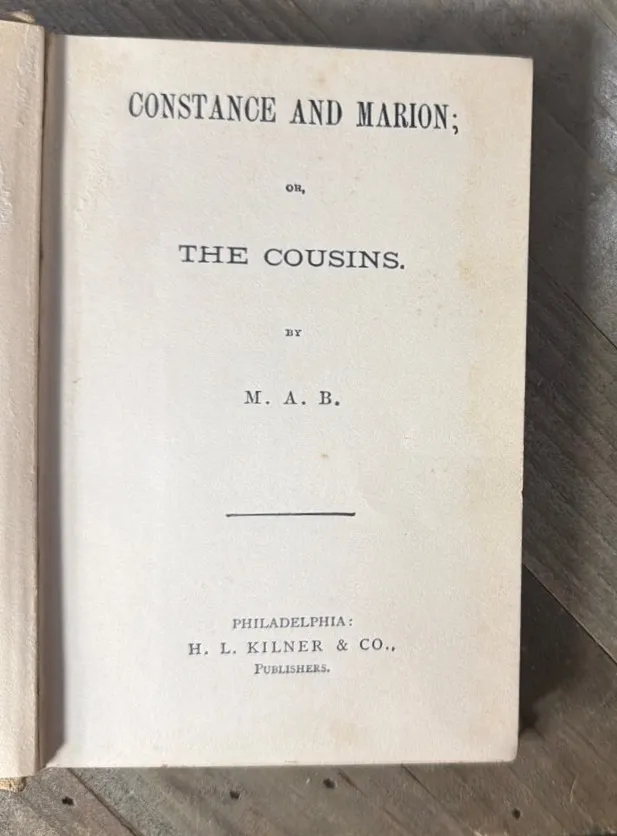 CONSTANCE AND MARION;
OR,
THE COUSINS.
BY
M. A. B.
PHILADELPHIA:
H. L. KILNER & CO.,
PUBLISHERS.